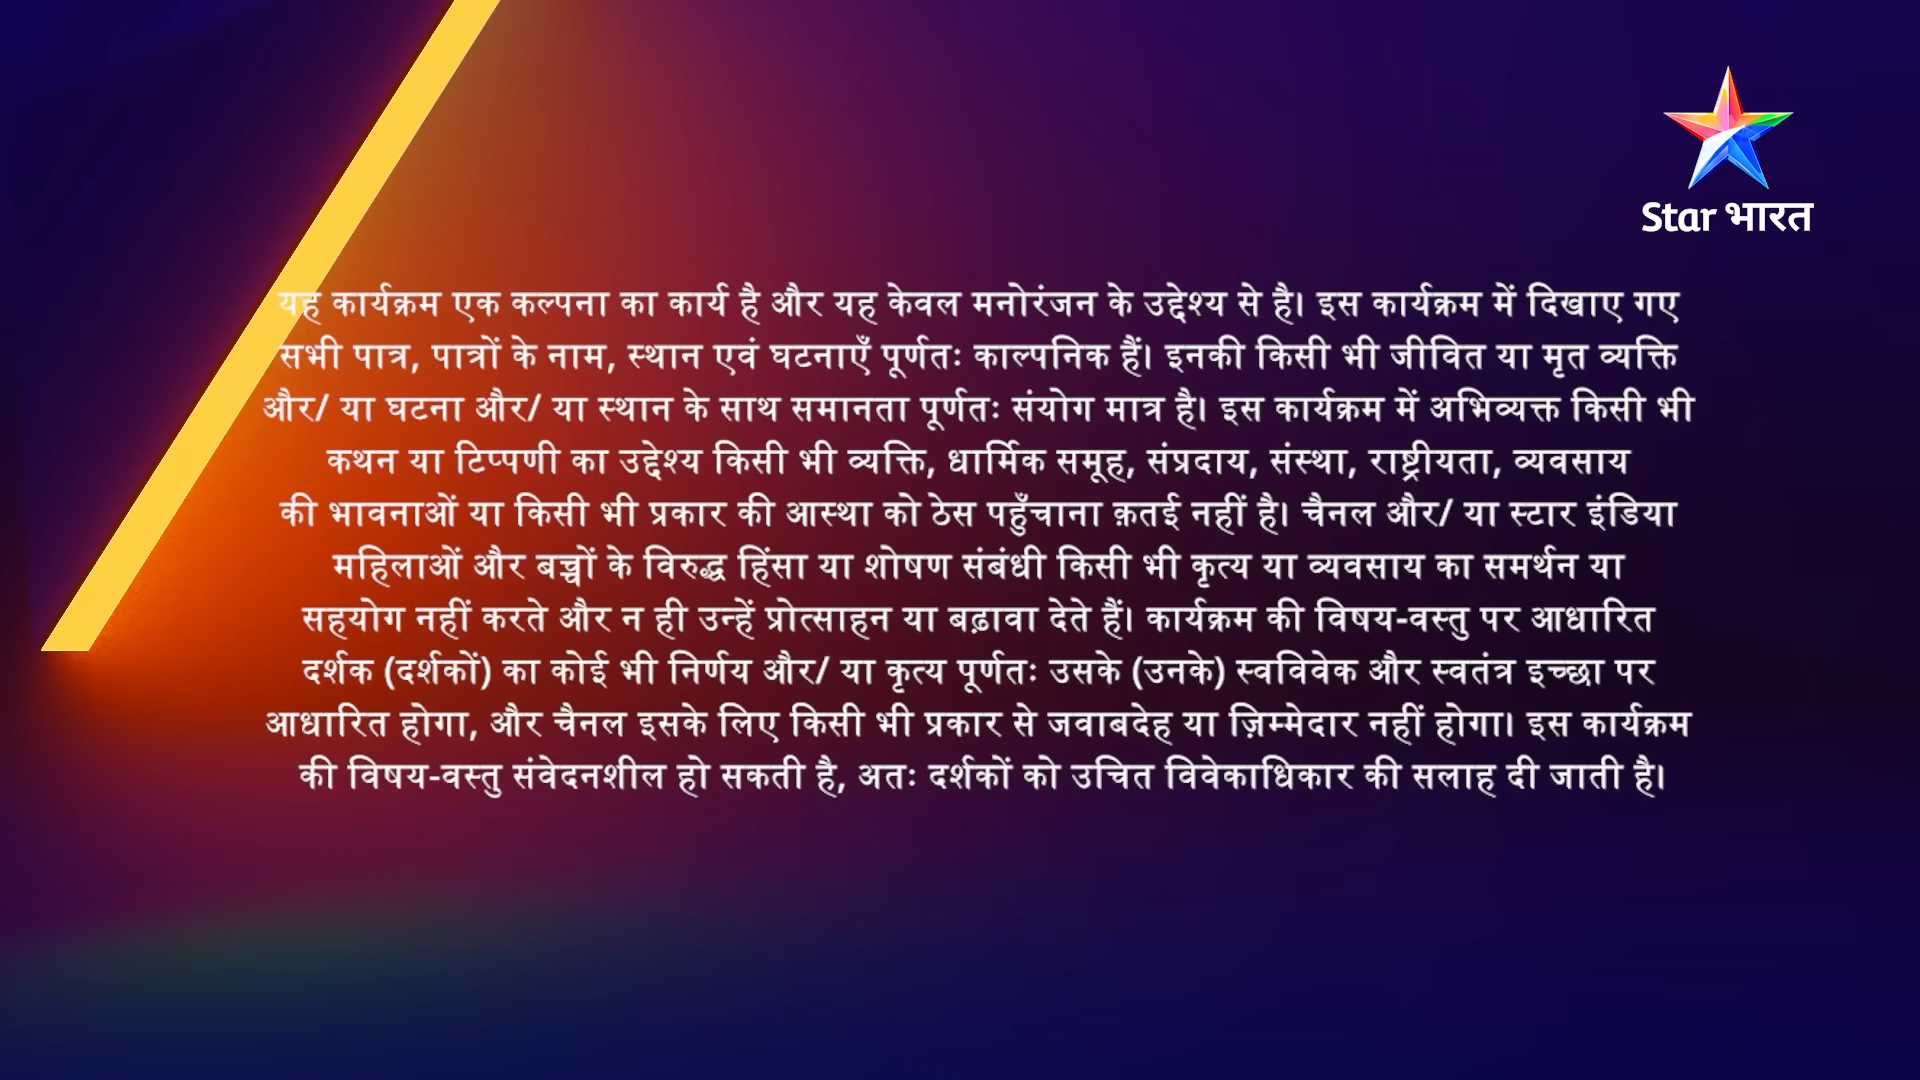 Star भारत
यह कार्यक्रम एक कल्पना का कार्य है और यह केवल मनोरंजन के उद्देश्य से है। इस कार्यक्रम में दिखाए गए
सभी पात्र, पात्रों के नाम, स्थान एवं घटनाएँ पूर्णतः काल्पनिक हैं। इनकी किसी भी जीवित या मृत व्यक्ति
और/ या घटना और/ या स्थान के साथ समानता पूर्णतः संयोग मात्र है। इस कार्यक्रम में अभिव्यक्त किसी भी
कथन या टिप्पणी का उद्देश्य किसी भी व्यक्ति, धार्मिक समूह, संप्रदाय, संस्था, राष्ट्रीयता, व्यवसाय
की भावनाओं या किसी भी प्रकार की आस्था को ठेस पहुँचाना क़तई नहीं है। चैनल और/ या स्टार इंडिया
महिलाओं और बच्चों के विरुद्ध हिंसा या शोषण संबंधी किसी भी कृत्य या व्यवसाय का समर्थन या
सहयोग नहीं करते और न ही उन्हें प्रोत्साहन या बढ़ावा देते हैं। कार्यक्रम की विषय-वस्तु पर आधारित
दर्शक (दर्शकों) का कोई भी निर्णय और/ या कृत्य पूर्णतः उसके (उनके) स्वविवेक और स्वतंत्र इच्छा पर
आधारित होगा, और चैनल इसके लिए किसी भी प्रकार से जवाबदेह या ज़िम्मेदार नहीं होगा। इस कार्यक्रम
की विषय-वस्तु संवेदनशील हो सकती है, अतः दर्शकों को उचित विवेकाधिकार की सलाह दी जाती है।